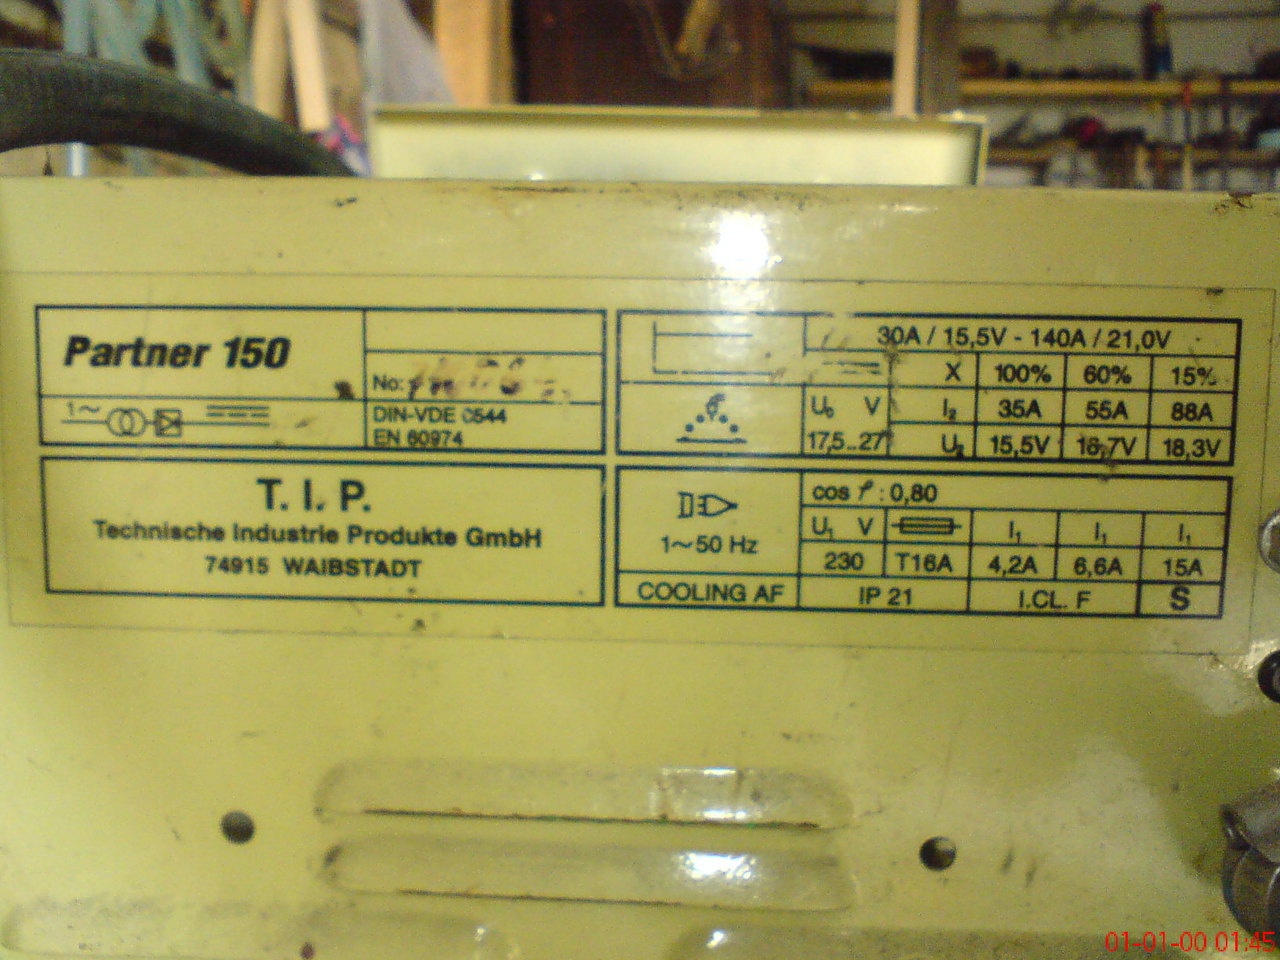 Partner 150
No:
1~
DIN-VDE 0544
EN 60974
T. I. P.
Technische Industrie Produkte GmbH
74915 WAIBSTADT
30A / 15,5V - 140A / 21,0V
X 100% 60% 15%
U₀ V I₂ 35A 55A 88A
17,5...27 U₂ 15,5V 16,7V 18,3V
cos φ : 0,80
U₁ V I₁ I₁ I₁
1~50 Hz 230 T16A 4,2A 6,6A 15A
COOLING AF IP 21 I.CL. F S
01-01-00 01:45